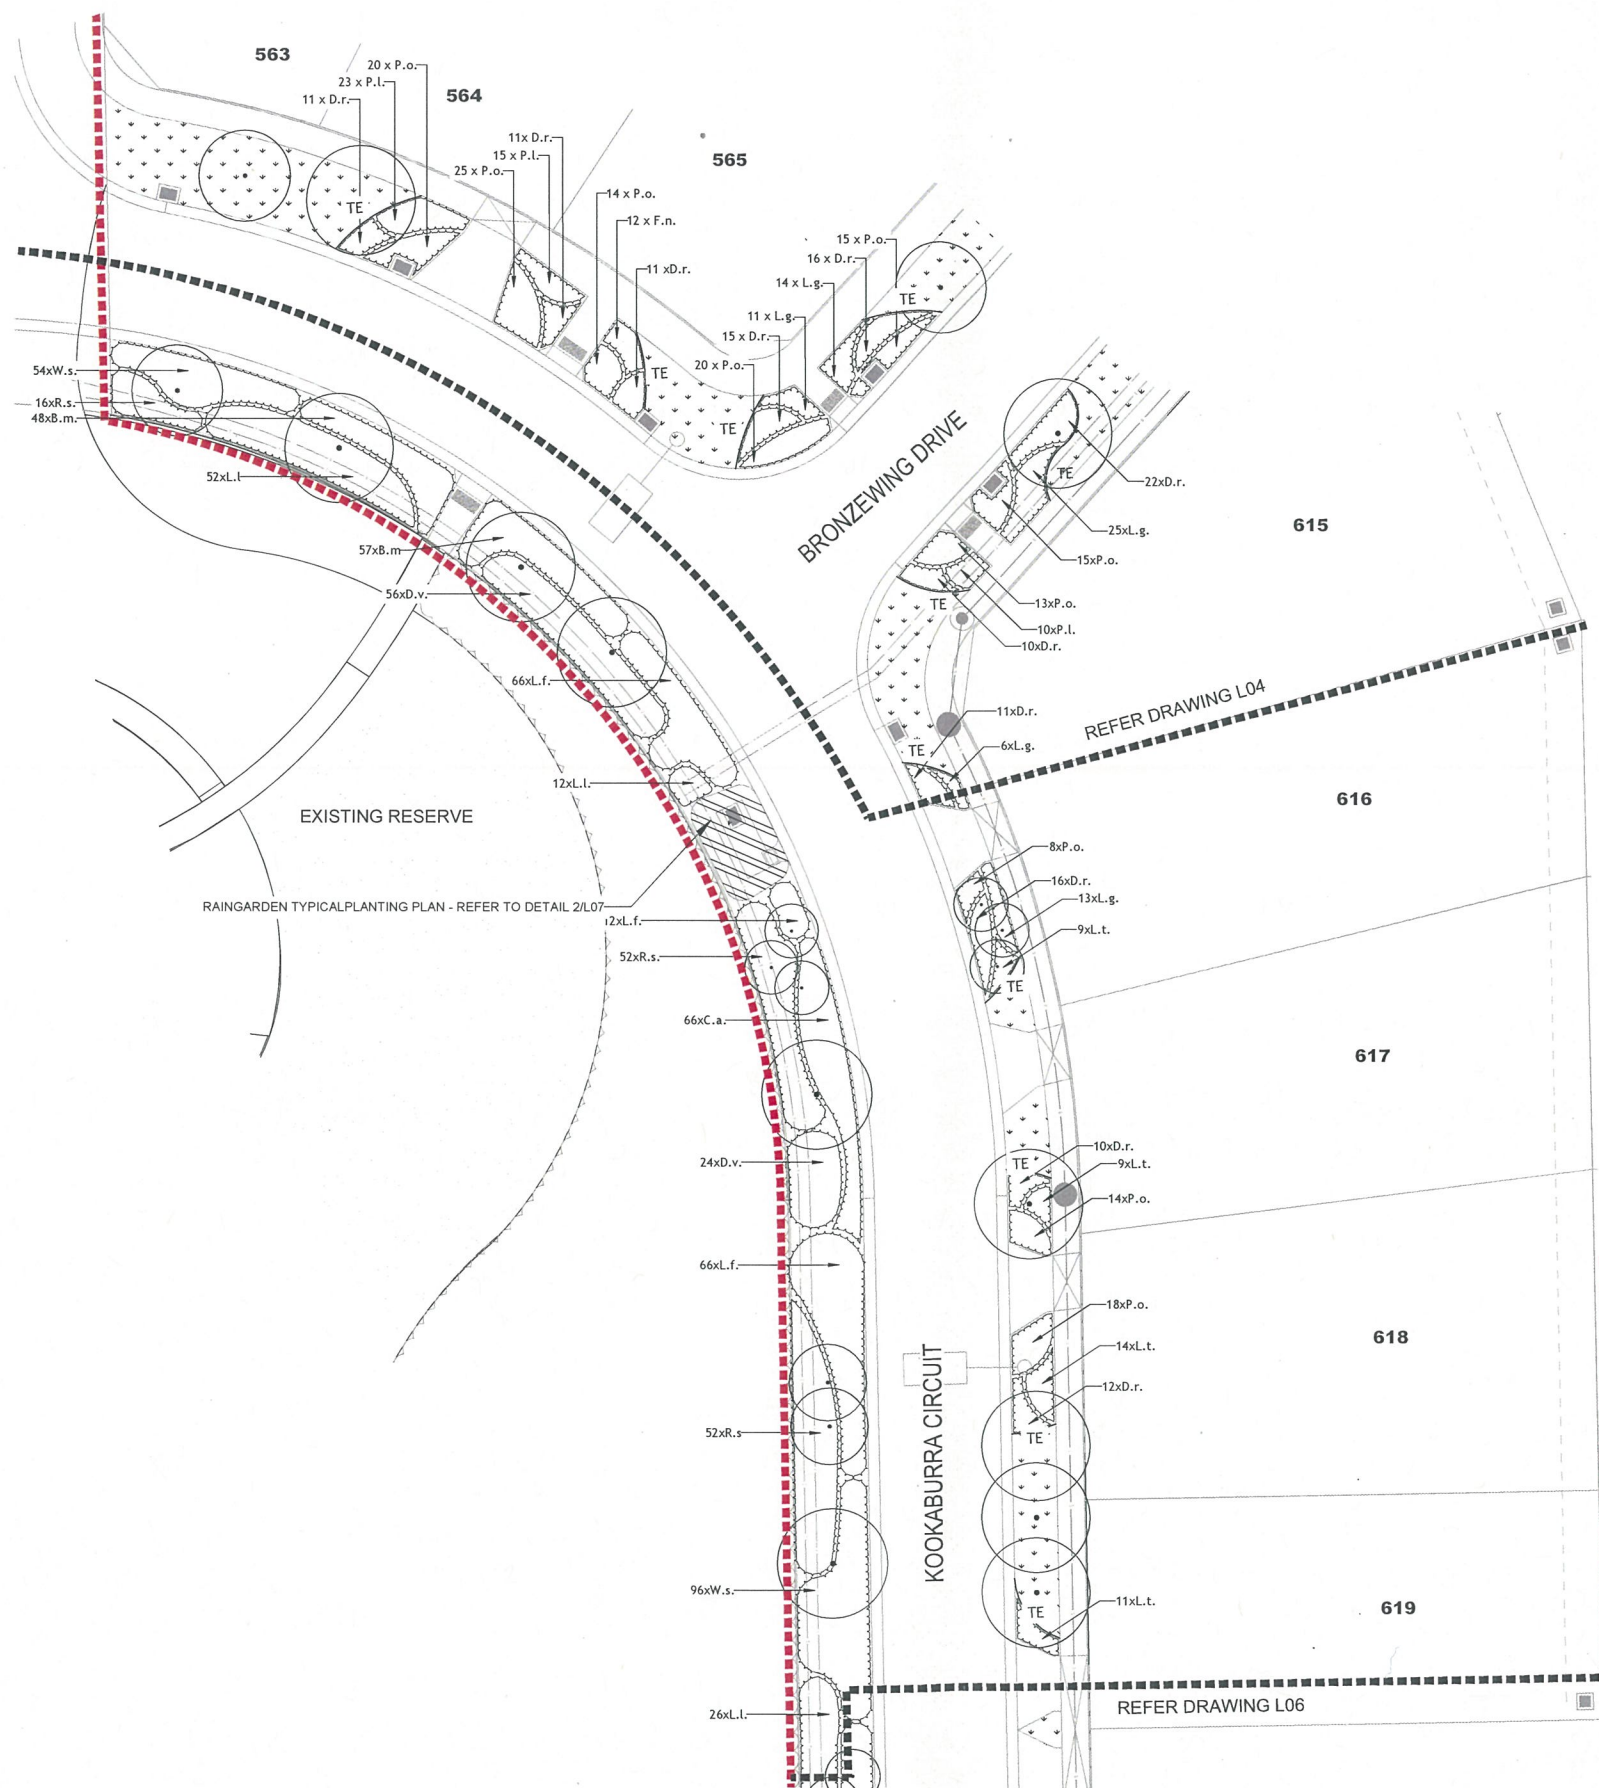 563
20 x P.o.
23 x P.l.
11 x D.r.
564
11x D.r.
15 x P.l.
25 x P.o.
565
14 x P.o.
12 x F.n.
11 xD.r.
15 x P.o.
16 x D.r.
14 x L.g.
11 x L.g.
15 x D.r.
20 x P.o.
TE
TE
TE
TE
54xW.s.
16xR.s.
48xB.m.
52xL.l
57xB.m
56xD.v.
66xL.f.
12xL.l.
BRONZEWING DRIVE
TE
22xD.r.
25xL.g.
15xP.o.
615
TE
13xP.o.
10xP.l.
10xD.r.
REFER DRAWING L04
11xD.r.
TE
6xL.g.
616
EXISTING RESERVE
RAINGARDEN TYPICALPLANTING PLAN - REFER TO DETAIL 2/L07
12xL.f.
52xR.s.
66xC.a.
8xP.o.
16xD.r.
13xL.g.
9xL.t.
TE
617
24xD.v.
10xD.r.
TE
9xL.t.
14xP.o.
66xL.f.
18xP.o.
14xL.t.
12xD.r.
TE
618
KOOKABURRA CIRCUIT
52xR.s
96xW.s.
11xL.t.
TE
619
26xL.l.
REFER DRAWING L06